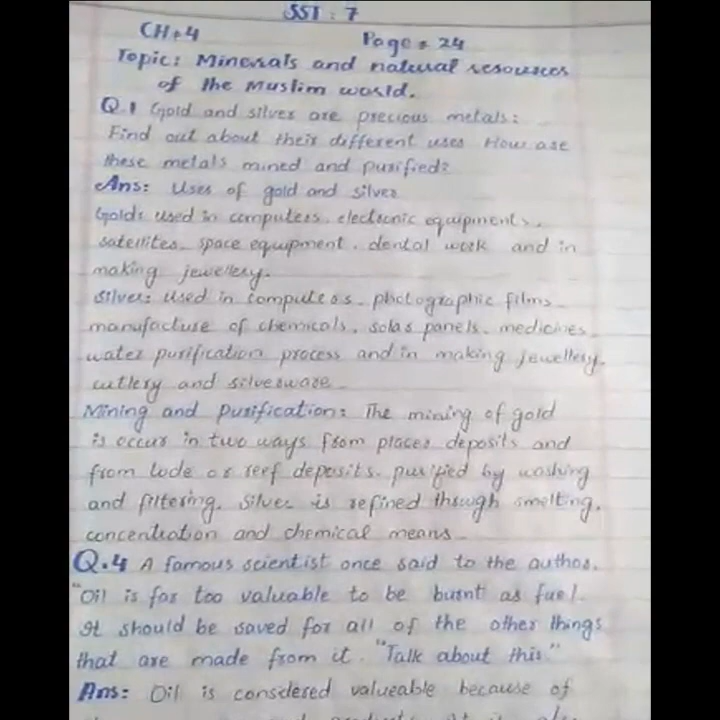 SST : 7
CH # 4 Page # 24
Topic: Minerals and natural resources
of the Muslim world.
Q.1 Gold and silver are precious metals:
Find out about their different uses How are
these metals mined and purified?
Ans: Uses of gold and silver
Gold: used in computers, electronic equipments,
satellites, space equipment, dental work and in
making jewellery.
Silver: used in computers, photographic films
manufacture of chemicals, solar panels, medicines
water purification process and in making jewellery
cutlery and silverware
Mining and Purification: The mining of gold
is occur in two ways from placer deposits and
from lode or reef deposits. purified by washing
and filtering. Silver is refined through smelting,
concentration and chemical means
Q.4 A famous scientist once said to the author,
"Oil is far too valuable to be burnt as fuel
It should be saved for all of the other things
that are made from it. "Talk about this."
Ans: Oil is considered valueable because of